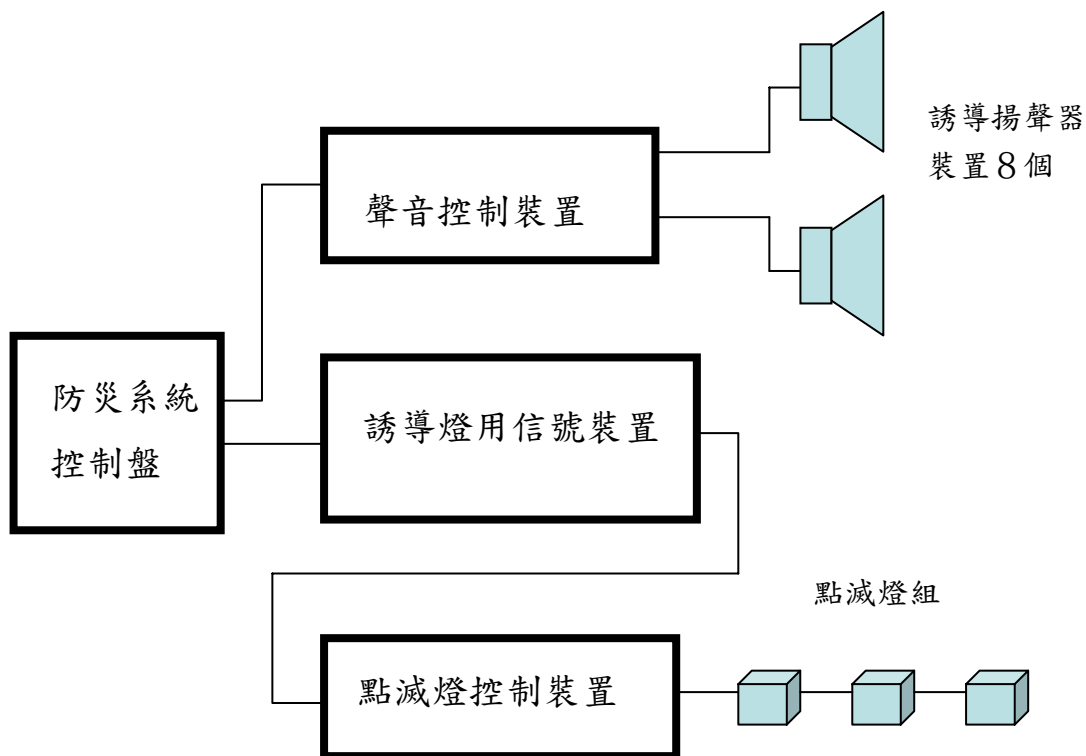 誘導揚聲器
裝置8個
聲音控制裝置
防災系統
控制盤
誘導燈用信號裝置
點滅燈組
點滅燈控制裝置